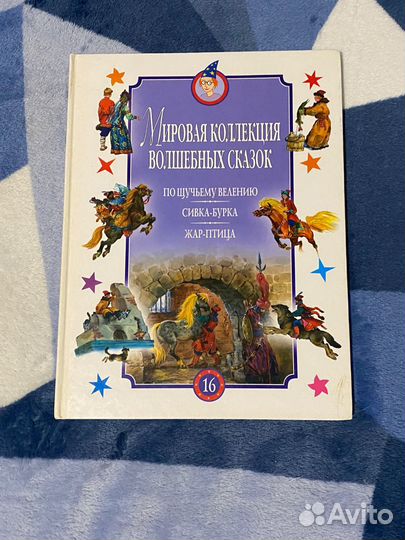 Мировая коллекция
волшебных сказок
По щучьему велению
Сивка-Бурка
Жар-птица
16
Avito